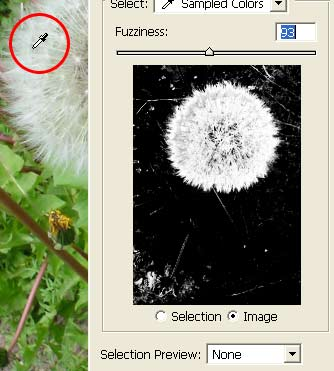 Select: Sampled Colors
Fuzziness: 93
Selection Image
Selection Preview: None